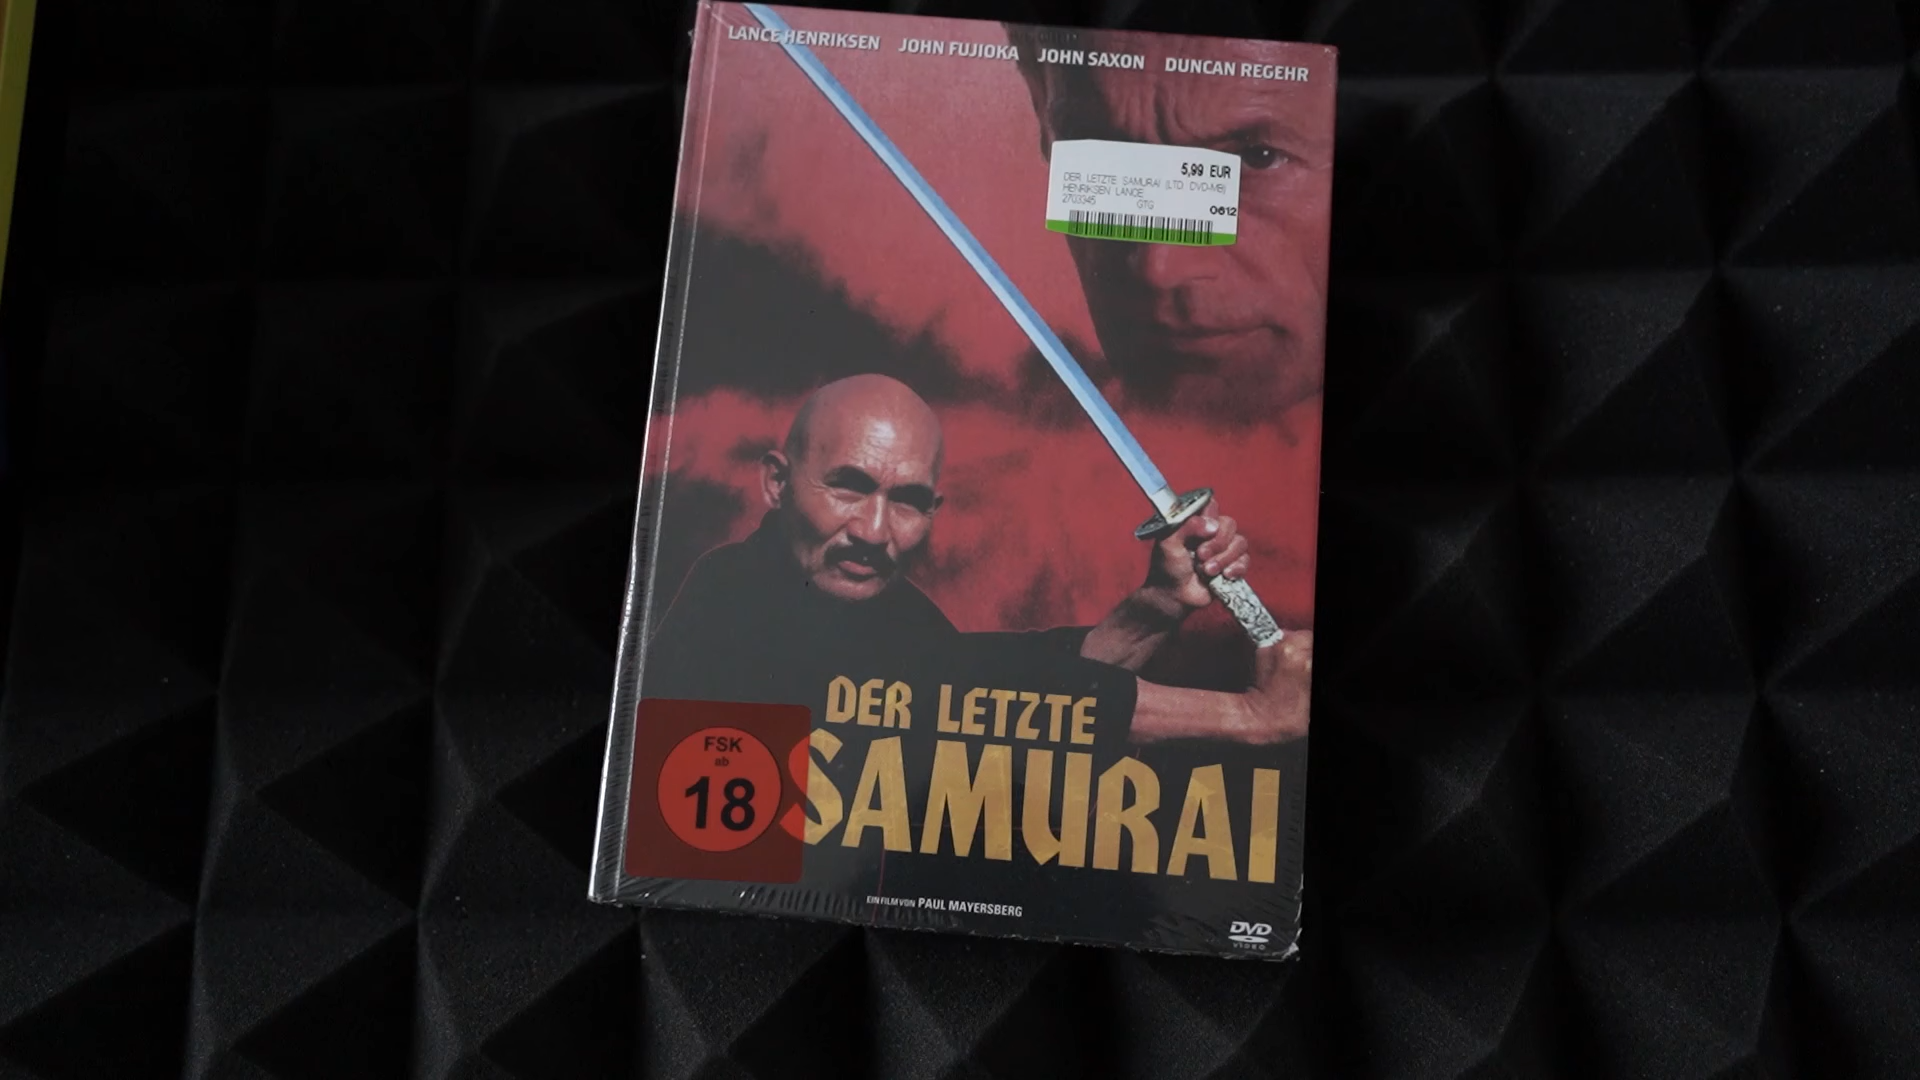 LANCE HENRIKSEN JOHN FUJIOKA JOHN SAXON DUNCAN REGEHR
5,99 EUR
DER LETZTE SAMURAI (LTD. DVD-MB)
HENRIKSEN LANCE
2703345 GTG 0612
DER LETZTE
SAMURAI
FSK
ab
18
EIN FILM VON PAUL MAYERSBERG
DVD
VIDEO